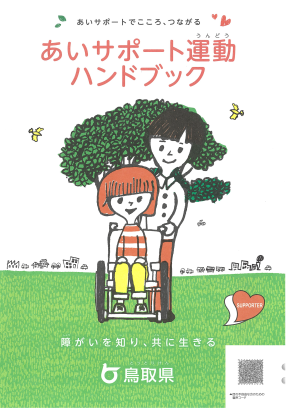 あいサポートでこころ、つながる
うんどう
あいサポート運動
ハンドブック
SUPPORTER
障がいを知り、共に生きる
鳥取県